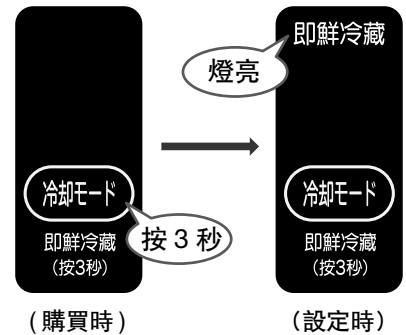 冷却モード
即鮮冷藏
(按3秒)
按 3 秒
(購買時)
即鮮冷藏
燈亮
冷却モード
即鮮冷藏
(按3秒)
(設定時)